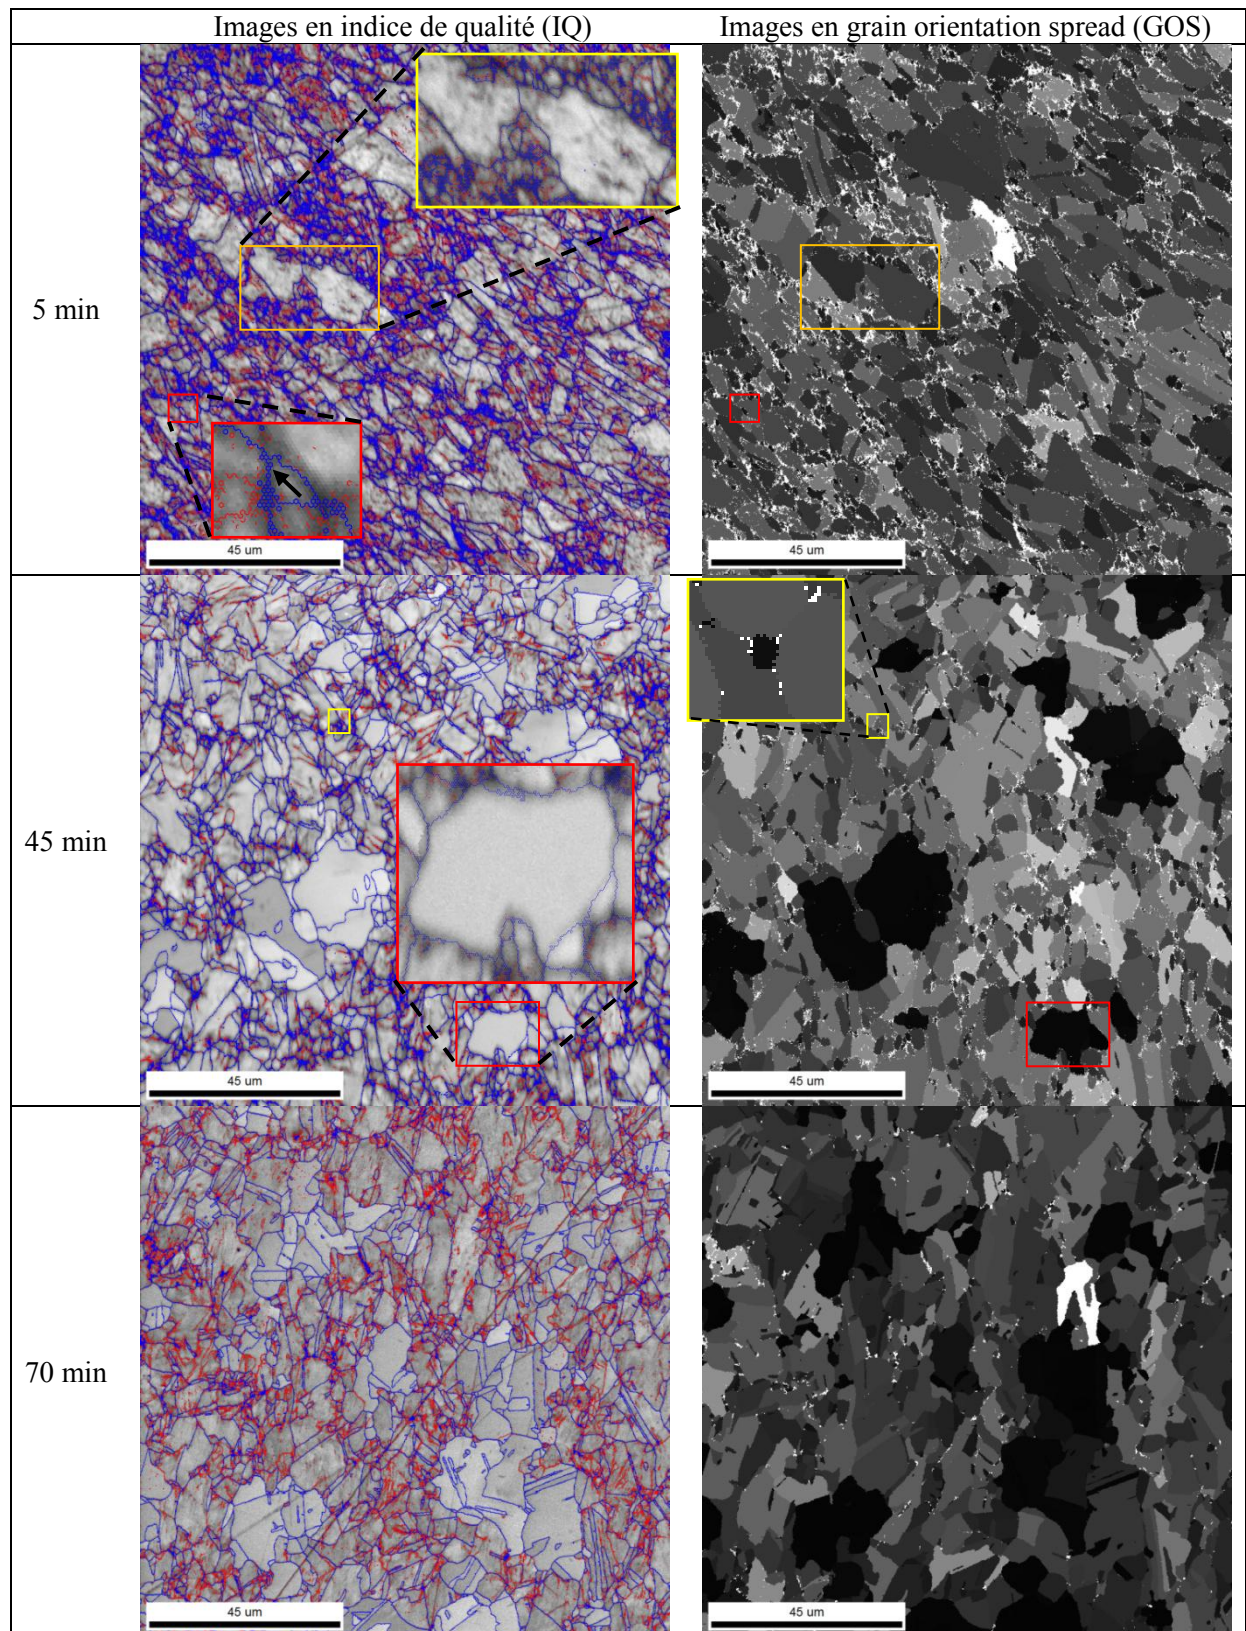 Images en indice de qualité (IQ)
Images en grain orientation spread (GOS)
5 min
45 um
45 um
45 min
45 um
45 um
70 min
45 um
45 um